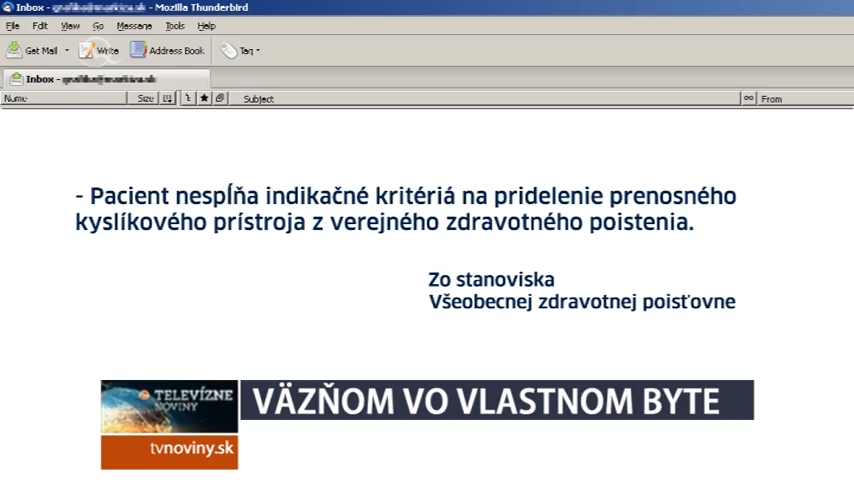 Inbox - - Mozilla Thunderbird
File Edit View Go Message Tools Help
Get Mail Write Address Book Tag
Inbox -
Name Size Subject From
- Pacient nespĺňa indikačné kritériá na pridelenie prenosného
kyslíkového prístroja z verejného zdravotného poistenia.
Zo stanoviska
Všeobecnej zdravotnej poisťovne
TELEVÍZNE
NOVINY
VÄZŇOM VO VLASTNOM BYTE
tvnoviny.sk